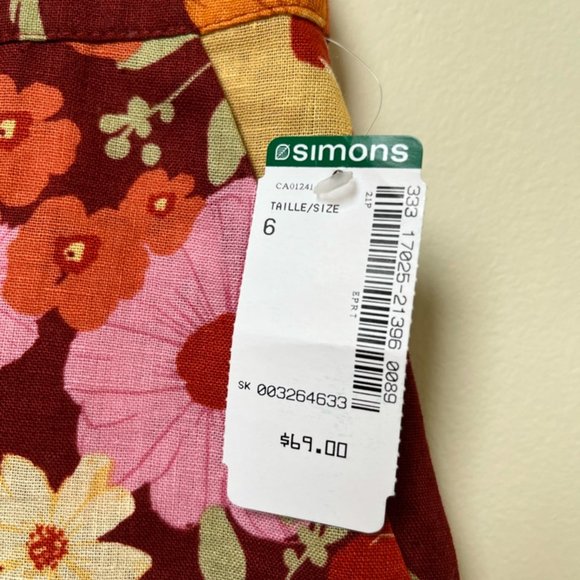 simons
CA01241
TAILLE/SIZE
6
21P
EPRT
333 17025-21396 0089
SK 003264633
$69.00